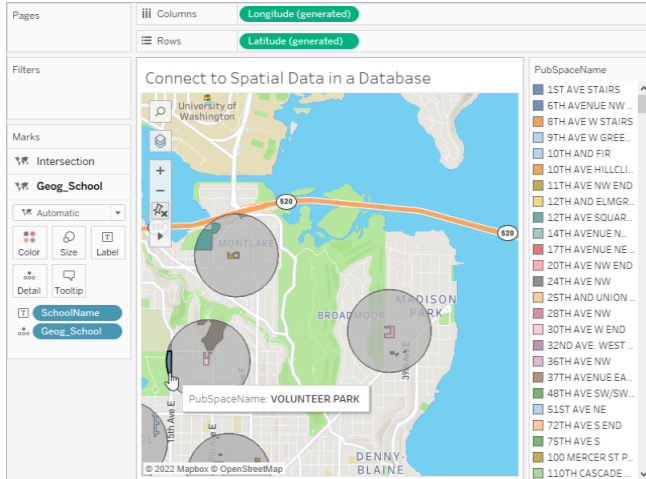 Pages
Columns
Longitude (generated)
Rows
Latitude (generated)
Filters
Marks
Intersection
Geog_School
Automatic
Color
Size
Label
Detail
Tooltip
SchoolName
Geog_School
Connect to Spatial Data in a Database
University of
Washington
520
520
MONTLAKE
MADISON
PARK
BROADMOOR
39th Ave E
15th Ave E
Ave E
PubSpaceName: VOLUNTEER PARK
DENNY-
BLAINE
© 2022 Mapbox © OpenStreetMap
PubSpaceName
1ST AVE STAIRS
6TH AVENUE NW ..
8TH AVE W STAIRS
9TH AVE W GREE..
10TH AND FIR
10TH AVE HILLCLI..
11TH AVE NW END
12TH AND ELMGR..
12TH AVE SQUAR..
14TH AVENUE N..
17TH AVENUE NE ..
20TH AVE NW END
24TH AVE NW
25TH AND UNION ..
28TH AVE NW
30TH AVE W END
32ND AVE. WEST ..
36TH AVE NW
37TH AVENUE EA..
48TH AVE SW/SW..
51ST AVE NE
72TH AVE S END
75TH AVE S
100 MERCER ST P..
110TH CASCADE ..